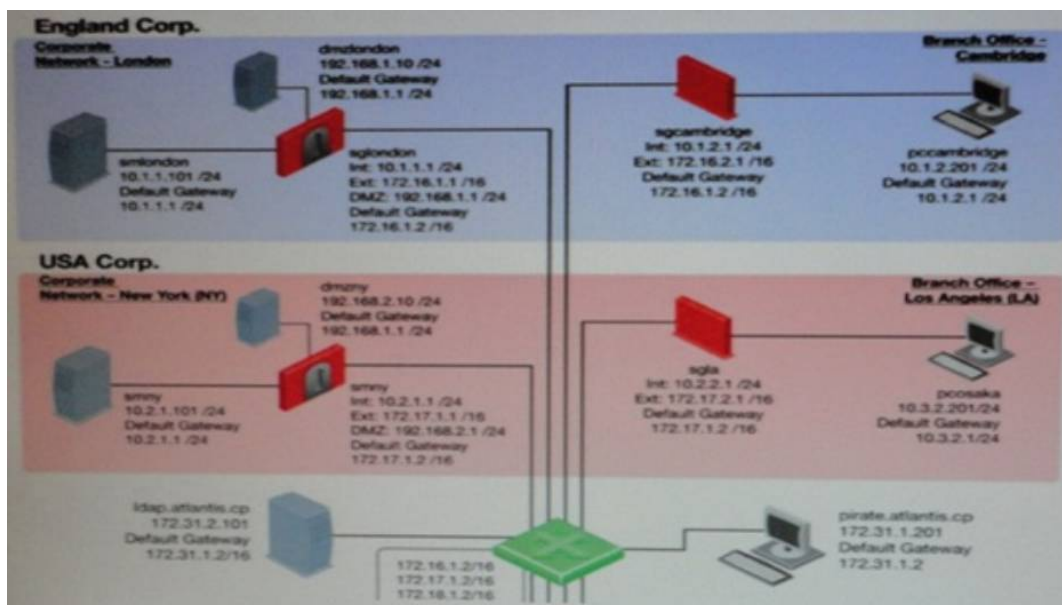 England Corp.
Corporate
Network - London
dmzlondon
192.168.1.10 /24
Default Gateway
192.168.1.1 /24
smlondon
10.1.1.101 /24
Default Gateway
10.1.1.1 /24
sglondon
Int: 10.1.1.1 /24
Ext: 172.16.1.1 /16
DMZ: 192.168.1.1 /24
Default Gateway
172.16.1.2 /16
sgcambridge
Int: 10.1.2.1 /24
Ext: 172.16.2.1 /16
Default Gateway
172.16.1.2 /16
Branch Office -
Cambridge
pccambridge
10.1.2.201 /24
Default Gateway
10.1.2.1 /24
USA Corp.
Corporate
Network - New York (NY)
dmzny
192.168.2.10 /24
Default Gateway
192.168.1.1 /24
smny
10.2.1.101 /24
Default Gateway
10.2.1.1 /24
smny
Int: 10.2.1.1 /24
Ext: 172.17.1.1 /16
DMZ: 192.168.2.1 /24
Default Gateway
172.17.1.2 /16
sgla
Int: 10.2.2.1 /24
Ext: 172.17.2.1 /16
Default Gateway
172.17.1.2 /16
Branch Office -
Los Angeles (LA)
pcosaka
10.3.2.201/24
Default Gateway
10.3.2.1/24
ldap.atlantis.cp
172.31.2.101
Default Gateway
172.31.1.2/16
172.16.1.2/16
172.17.1.2/16
172.18.1.2/16
pirate.atlantis.cp
172.31.1.201
Default Gateway
172.31.1.2